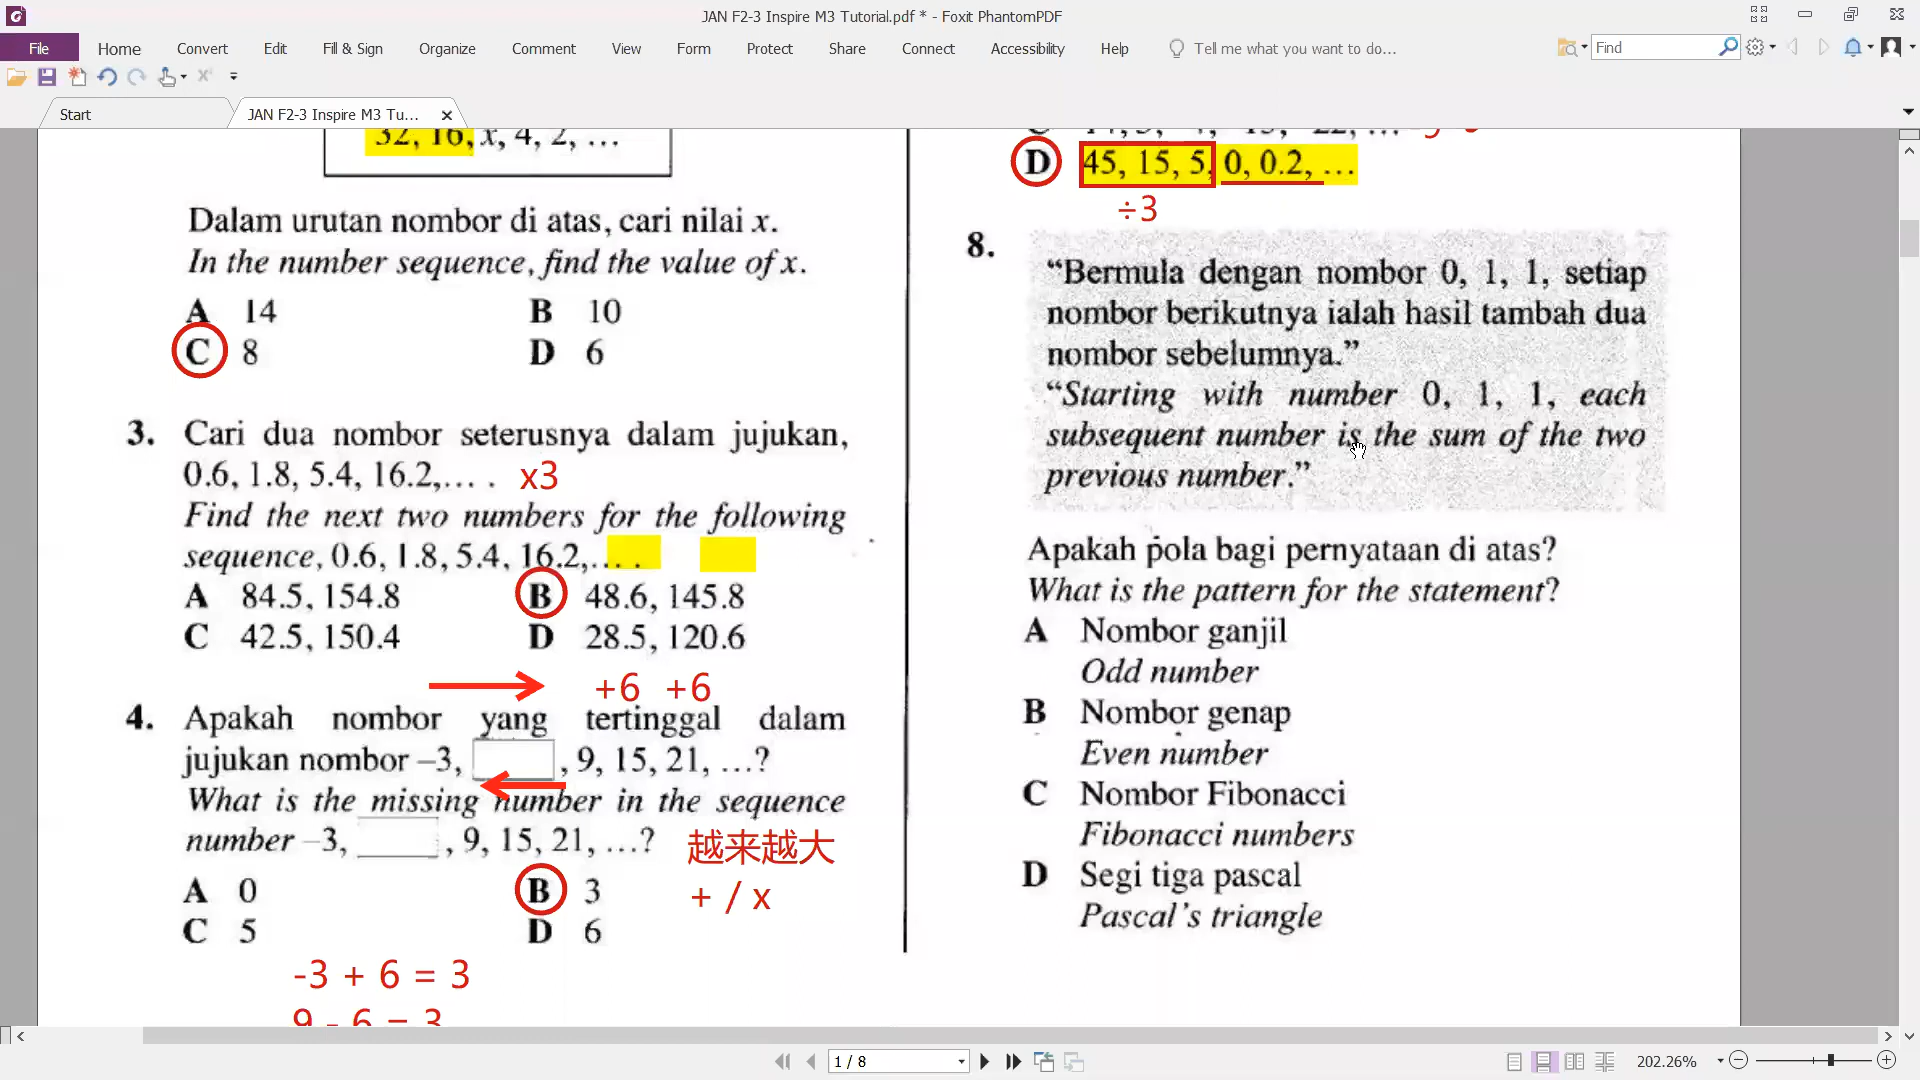 JAN F2-3 Inspire M3 Tutorial.pdf * - Foxit PhantomPDF
File Home Convert Edit Fill & Sign Organize Comment View Form Protect Share Connect Accessibility Help Tell me what you want to do... Find
Start JAN F2-3 Inspire M3 Tu...
32, 16, x, 4, 2, …
Dalam urutan nombor di atas, cari nilai x.
In the number sequence, find the value of x.
A 14 B 10
C 8 D 6
3. Cari dua nombor seterusnya dalam jujukan,
0.6, 1.8, 5.4, 16.2,… . x3
Find the next two numbers for the following
sequence, 0.6, 1.8, 5.4, 16.2,… .
A 84.5, 154.8 B 48.6, 145.8
C 42.5, 150.4 D 28.5, 120.6
+6 +6
4. Apakah nombor yang tertinggal dalam
jujukan nombor –3, , 9, 15, 21, …?
What is the missing number in the sequence
number –3, , 9, 15, 21, …?
越来越大
+ / x
A 0 B 3
C 5 D 6
-3 + 6 = 3
9 - 6 = 3
D 45, 15, 5, 0, 0.2, …
÷3
8.
“Bermula dengan nombor 0, 1, 1, setiap
nombor berikutnya ialah hasil tambah dua
nombor sebelumnya.”
“Starting with number 0, 1, 1, each
subsequent number is the sum of the two
previous number.”
Apakah pola bagi pernyataan di atas?
What is the pattern for the statement?
A Nombor ganjil
Odd number
B Nombor genap
Even number
C Nombor Fibonacci
Fibonacci numbers
D Segi tiga pascal
Pascal's triangle
1 / 8
202.26%